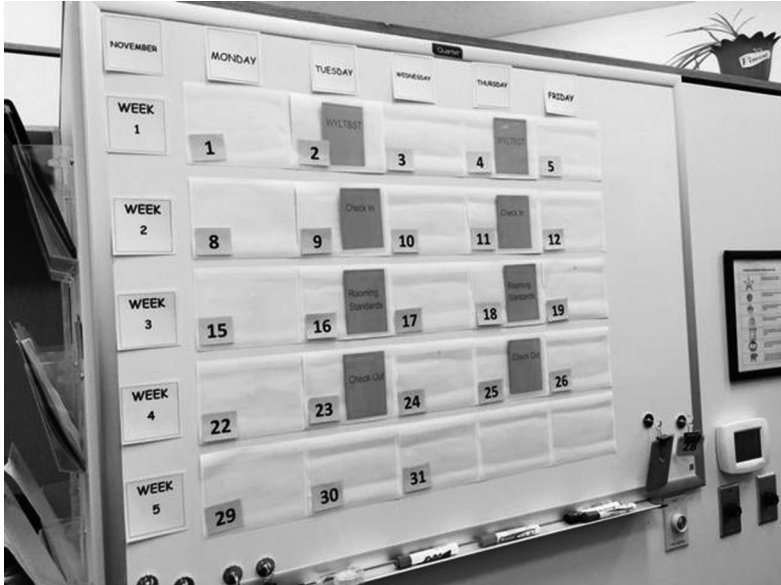 Quartet
NOVEMBER
MONDAY
TUESDAY
WEDNESDAY
THURSDAY
FRIDAY
WEEK
1
1
2
WYLTBST
3
4
WYLTBST
5
WEEK
2
8
9
Check In
10
11
Check In
12
WEEK
3
15
16
Rooming
Standards
17
18
Rooming
Standards
19
WEEK
4
22
23
Check Out
24
25
Check Out
26
WEEK
5
29
30
31
28